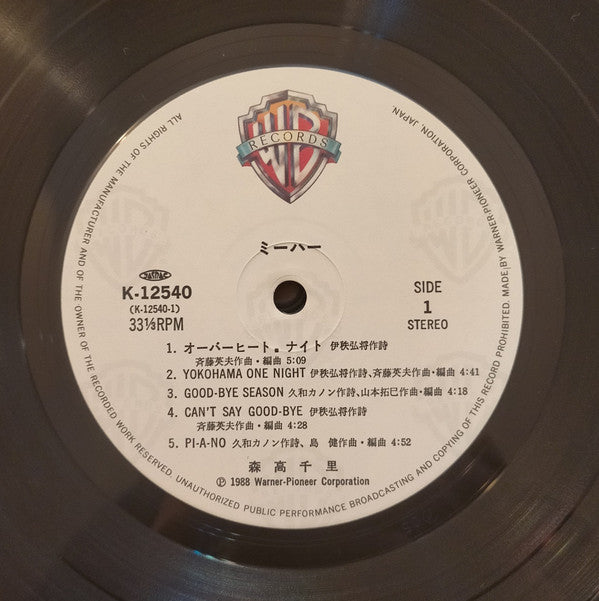 WB
RECORDS
ミーハー
JASRAC
K-12540
(K-12540-1)
33⅓RPM
SIDE
1
STEREO
1. オーバーヒート。ナイト 伊秩弘将作詩
斉藤英夫作曲・編曲 5:09
2. YOKOHAMA ONE NIGHT 伊秩弘将作詩、斉藤英夫作曲・編曲 4:41
3. GOOD-BYE SEASON 久和カノン作詩、山本拓巳作曲・編曲 4:18
4. CAN'T SAY GOOD-BYE 伊秩弘将作詩
斉藤英夫作曲・編曲 4:28
5. PI-A-NO 久和カノン作詩、島 健作曲・編曲 4:52
森高千里
Ⓟ 1988 Warner-Pioneer Corporation
ALL RIGHTS OF THE MANUFACTURER AND OF THE OWNER OF THE RECORDED WORK RESERVED. UNAUTHORIZED PUBLIC PERFORMANCE BROADCASTING AND COPYING OF THIS RECORD PROHIBITED. MADE BY WARNER-PIONEER CORPORATION, JAPAN.